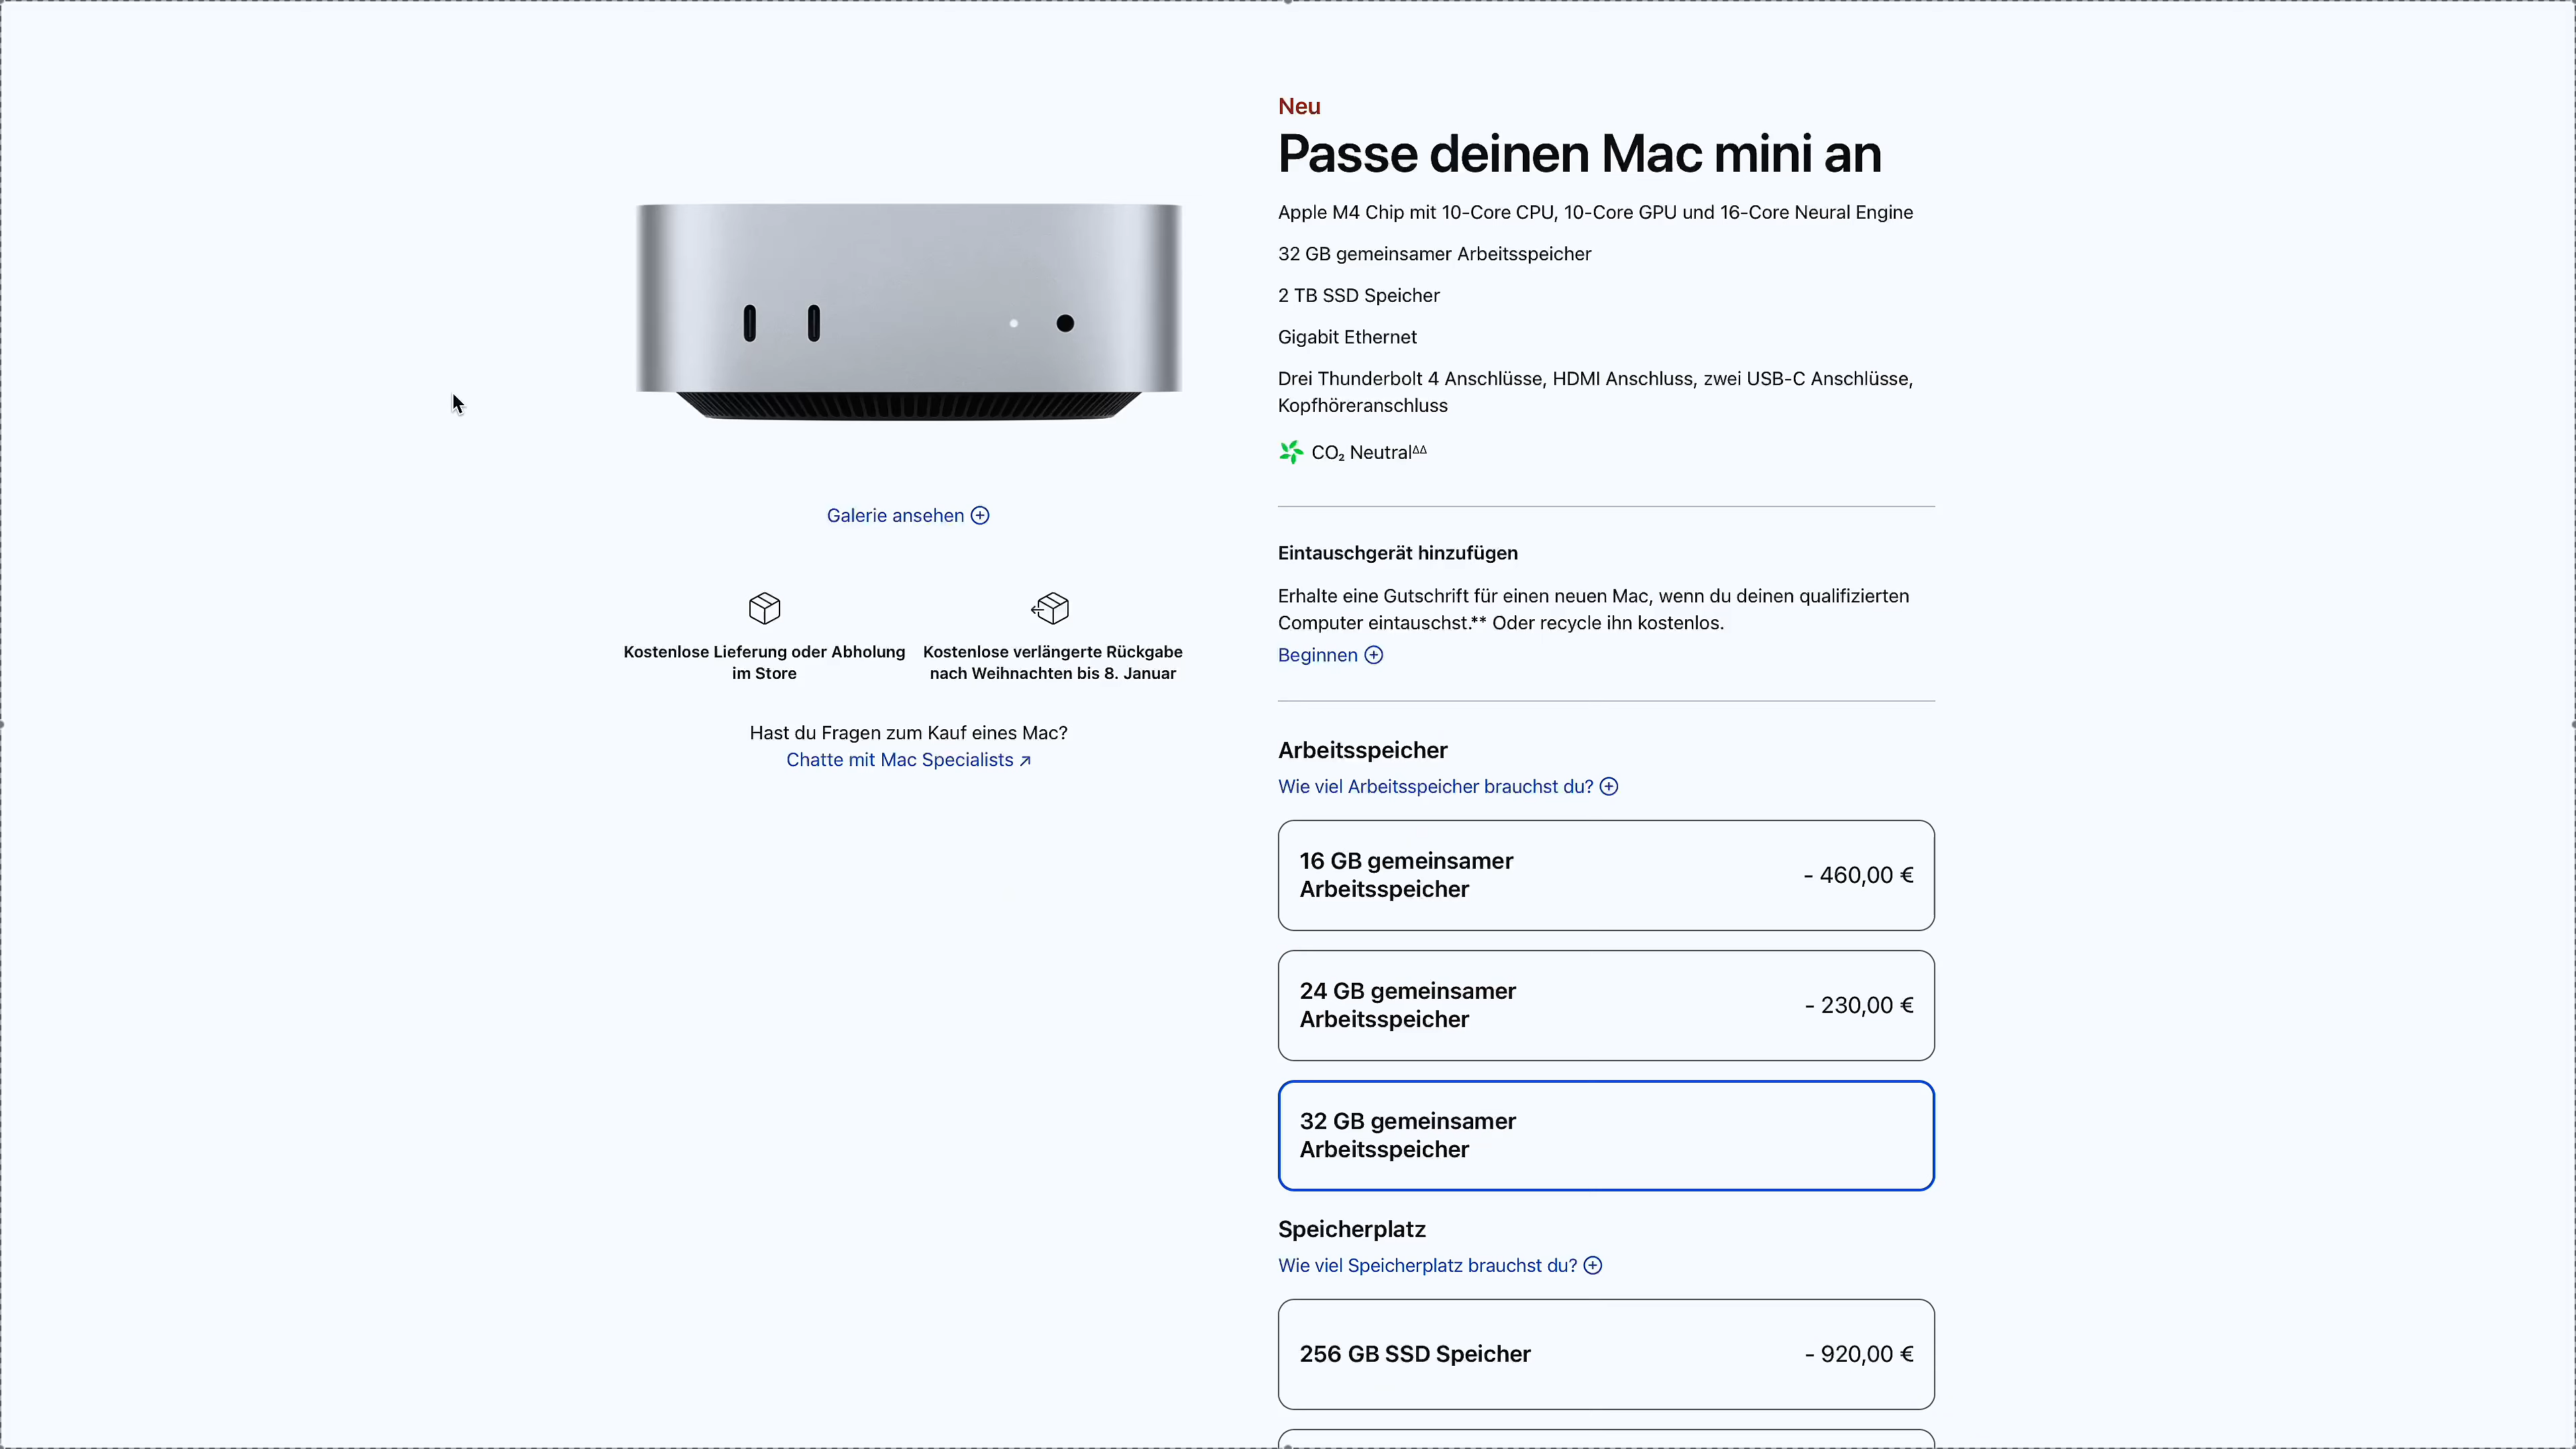 Neu
Passe deinen Mac mini an
Apple M4 Chip mit 10-Core CPU, 10-Core GPU und 16-Core Neural Engine
32 GB gemeinsamer Arbeitsspeicher
2 TB SSD Speicher
Gigabit Ethernet
Drei Thunderbolt 4 Anschlüsse, HDMI Anschluss, zwei USB-C Anschlüsse,
Kopfhöreranschluss
CO₂ Neutral∆∆
Galerie ansehen
Kostenlose Lieferung oder Abholung
im Store
Kostenlose verlängerte Rückgabe
nach Weihnachten bis 8. Januar
Hast du Fragen zum Kauf eines Mac?
Chatte mit Mac Specialists ↗
Eintauschgerät hinzufügen
Erhalte eine Gutschrift für einen neuen Mac, wenn du deinen qualifizierten
Computer eintauschst.** Oder recycle ihn kostenlos.
Beginnen
Arbeitsspeicher
Wie viel Arbeitsspeicher brauchst du?
16 GB gemeinsamer
Arbeitsspeicher
- 460,00 €
24 GB gemeinsamer
Arbeitsspeicher
- 230,00 €
32 GB gemeinsamer
Arbeitsspeicher
Speicherplatz
Wie viel Speicherplatz brauchst du?
256 GB SSD Speicher
- 920,00 €